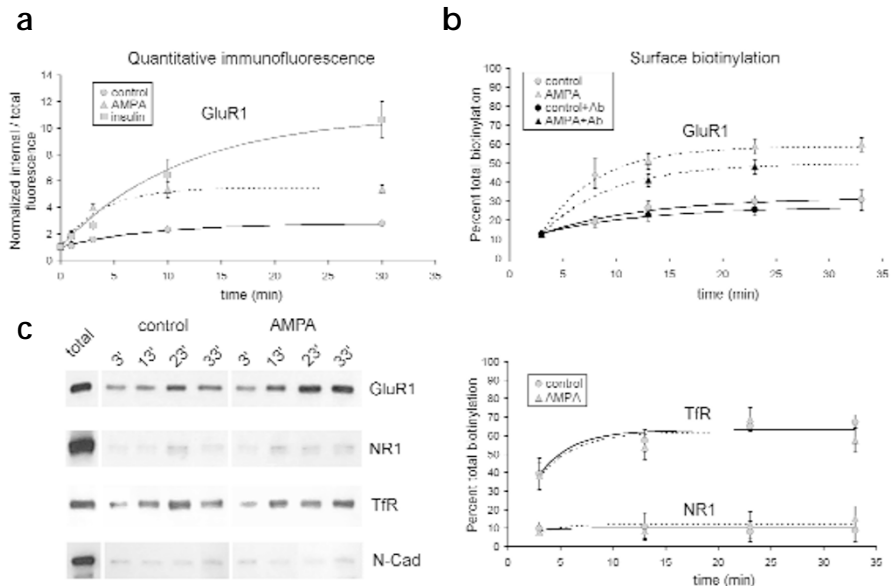 a
b
Quantitative immunofluorescence
Surface biotinylation
Normalized internal / total
fluorescence
14
12
10
8
6
4
2
0
control
AMPA
insulin
GluR1
0
5
10
15
20
25
30
35
time (min)
Percent total biotinylation
100
90
80
70
60
50
40
30
20
10
0
control
AMPA
control+Ab
AMPA+Ab
GluR1
0
5
10
15
20
25
30
35
time (min)
c
control
AMPA
total
3' 13' 23' 33' 3' 13' 23' 33'
GluR1
NR1
TfR
N-Cad
Percent total biotinylation
100
90
80
70
60
50
40
30
20
10
0
control
AMPA
TfR
NR1
0
5
10
15
20
25
30
35
time (min)